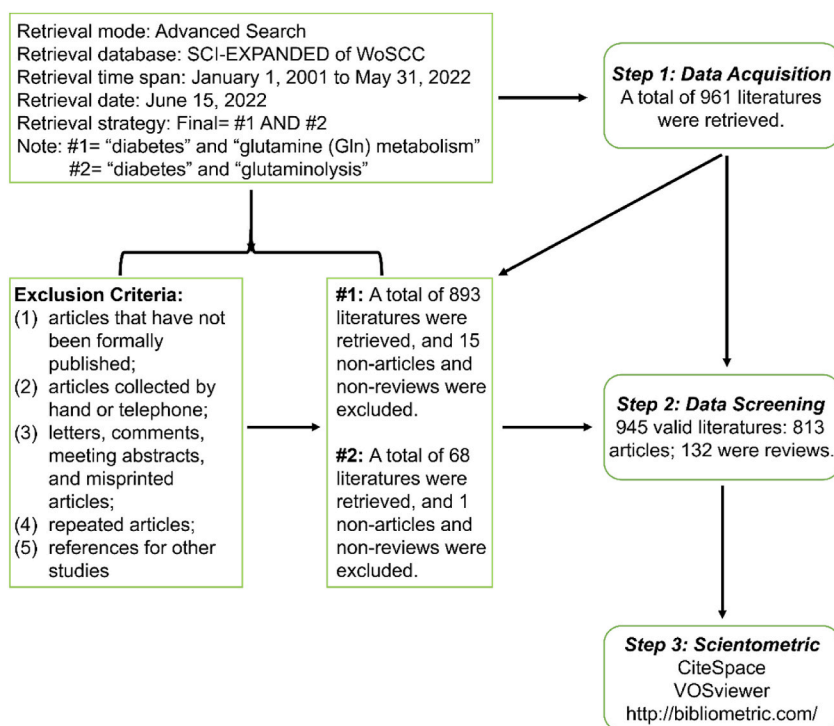 Retrieval mode: Advanced Search
Retrieval database: SCI-EXPANDED of WoSCC
Retrieval time span: January 1, 2001 to May 31, 2022
Retrieval date: June 15, 2022
Retrieval strategy: Final= #1 AND #2
Note: #1= “diabetes” and “glutamine (Gln) metabolism”
#2= “diabetes” and “glutaminolysis”
Step 1: Data Acquisition
A total of 961 literatures
were retrieved.
Exclusion Criteria:
(1) articles that have not
been formally
published;
(2) articles collected by
hand or telephone;
(3) letters, comments,
meeting abstracts,
and misprinted
articles;
(4) repeated articles;
(5) references for other
studies
#1: A total of 893
literatures were
retrieved, and 15
non-articles and
non-reviews were
excluded.
#2: A total of 68
literatures were
retrieved, and 1
non-articles and
non-reviews were
excluded.
Step 2: Data Screening
945 valid literatures: 813
articles; 132 were reviews.
Step 3: Scientometric
CiteSpace
VOSviewer
http://bibliometric.com/